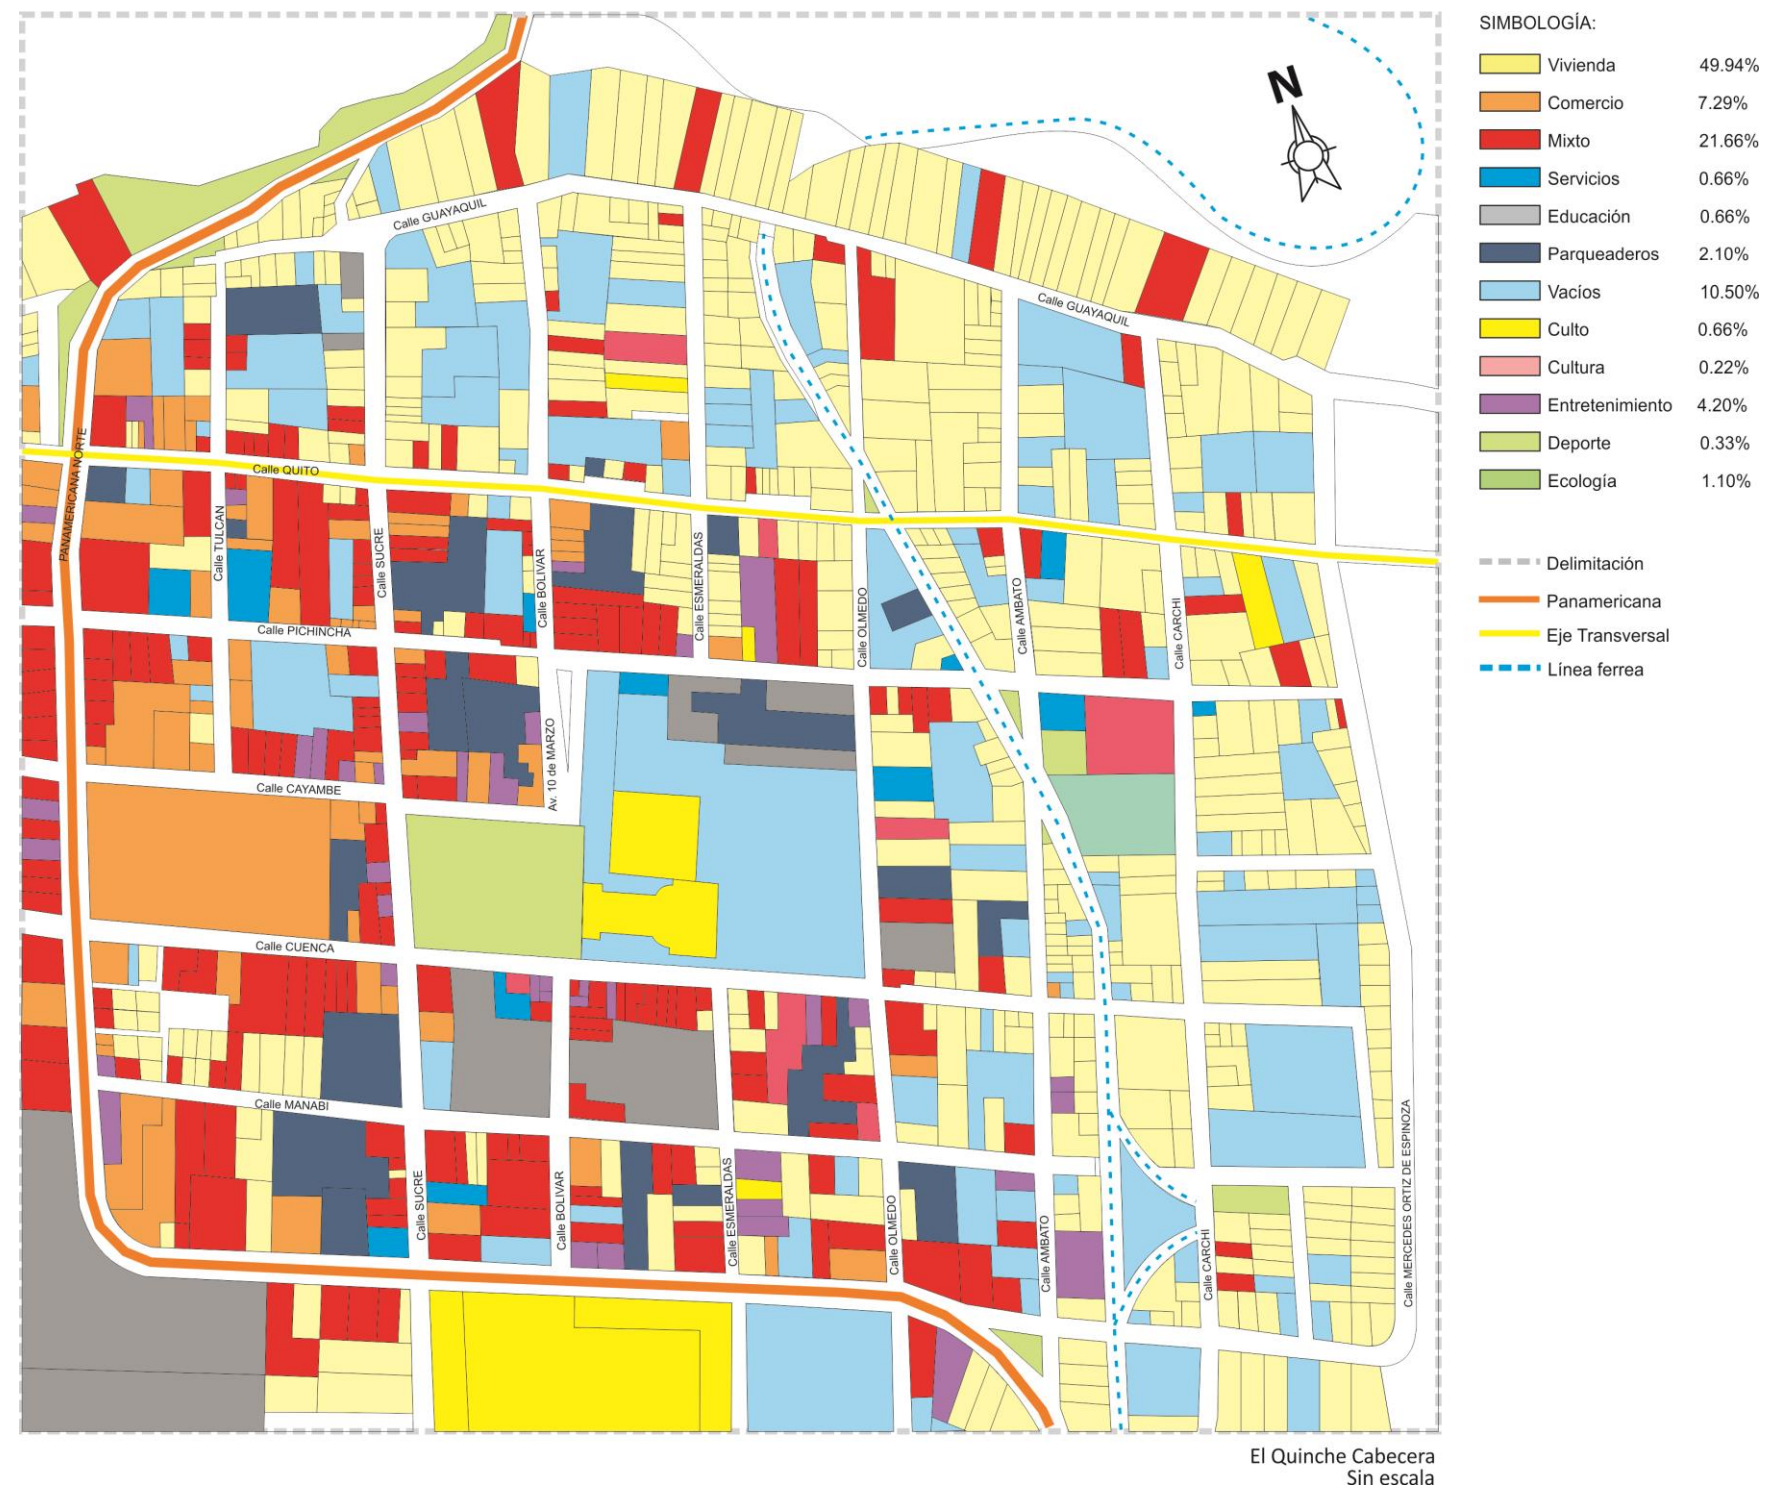 SIMBOLOGÍA:
Vivienda 49.94%
Comercio 7.29%
Mixto 21.66%
Servicios 0.66%
Educación 0.66%
Parqueaderos 2.10%
Vacíos 10.50%
Culto 0.66%
Cultura 0.22%
Entretenimiento 4.20%
Deporte 0.33%
Ecología 1.10%
Delimitación
Panamericana
Eje Transversal
Línea ferrea
N
Calle GUAYAQUIL
Calle GUAYAQUIL
PANAMERICANA NORTE
Calle QUITO
Calle TULCAN
Calle SUCRE
Calle BOLIVAR
Calle ESMERALDAS
Calle OLMEDO
Calle AMBATO
Calle CARCHI
Calle PICHINCHA
Av. 10 de MARZO
Calle CAYAMBE
Calle CUENCA
Calle MANABI
Calle SUCRE
Calle BOLIVAR
Calle ESMERALDAS
Calle OLMEDO
Calle AMBATO
Calle CARCHI
Calle MERCEDES ORTIZ DE ESPINOZA
El Quinche Cabecera
Sin escala